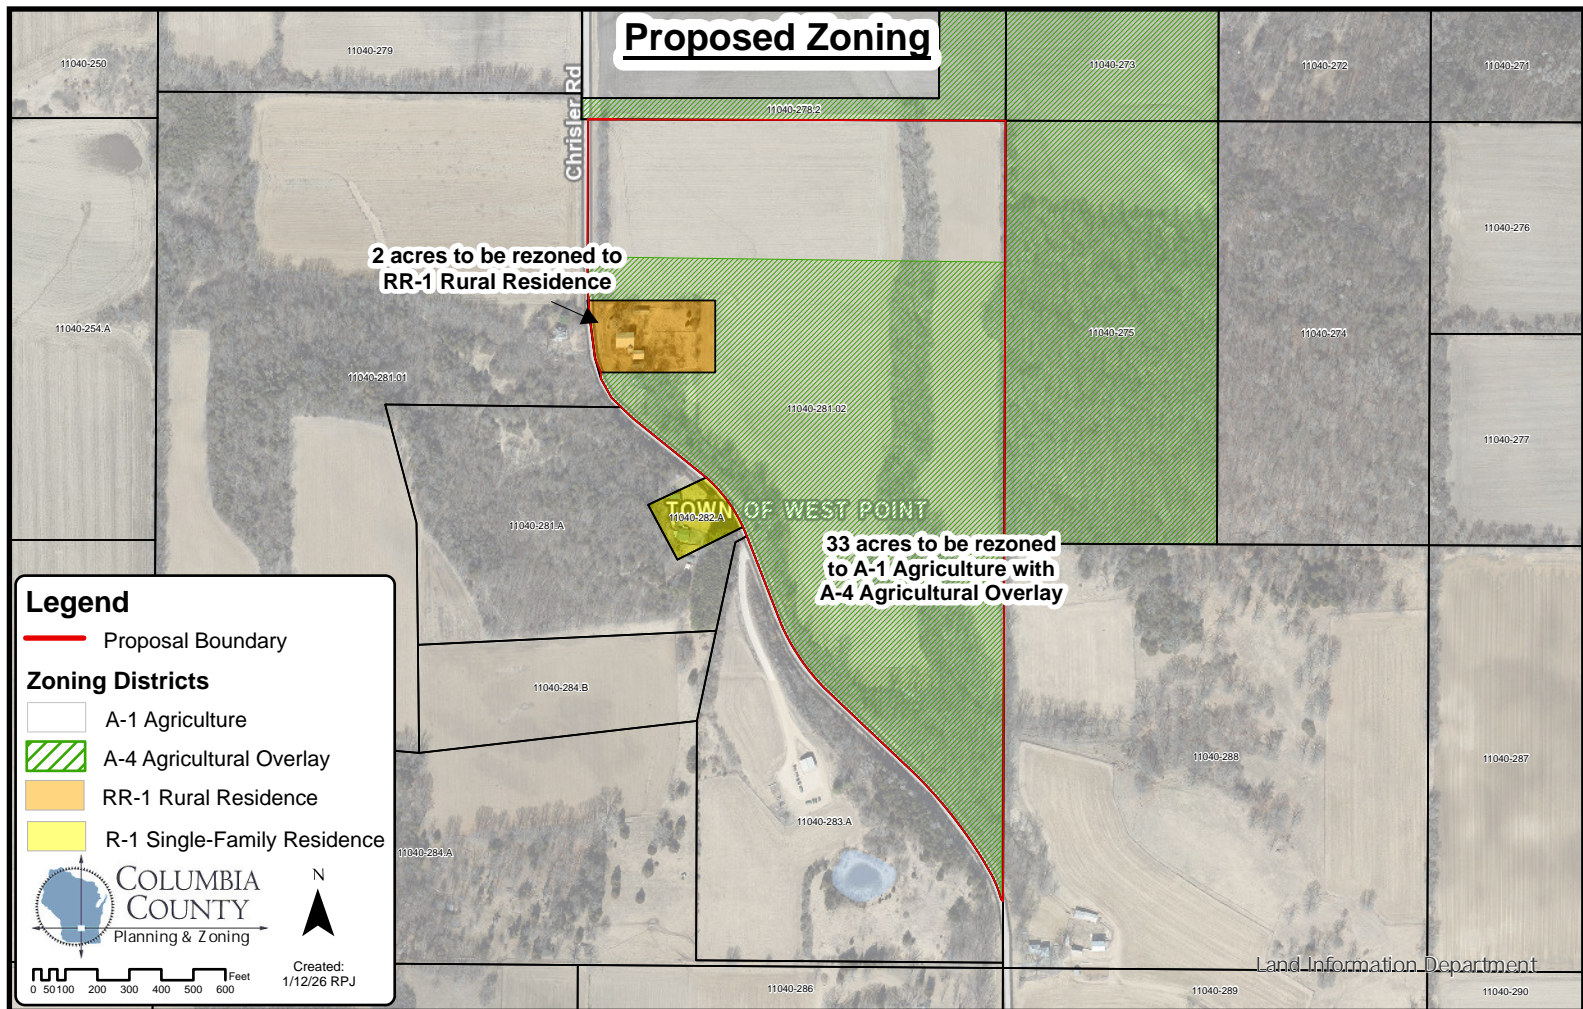 Proposed Zoning
11040-250
11040-279
11040-273
11040-272
11040-271
11040-278.2
Chrisler Rd
2 acres to be rezoned to
RR-1 Rural Residence
11040-276
11040-254.A
11040-275
11040-274
11040-281.01
11040-281.02
11040-277
TOWN OF WEST POINT
11040-282.A
11040-281.A
33 acres to be rezoned
to A-1 Agriculture with
A-4 Agricultural Overlay
11040-284.B
11040-288
11040-287
11040-283.A
11040-284.A
Legend
Proposal Boundary
Zoning Districts
A-1 Agriculture
A-4 Agricultural Overlay
RR-1 Rural Residence
R-1 Single-Family Residence
COLUMBIA
COUNTY
Planning & Zoning
N
Created:
1/12/26 RPJ
Feet
0 50 100 200 300 400 500 600
Land Information Department
11040-286
11040-289
11040-290